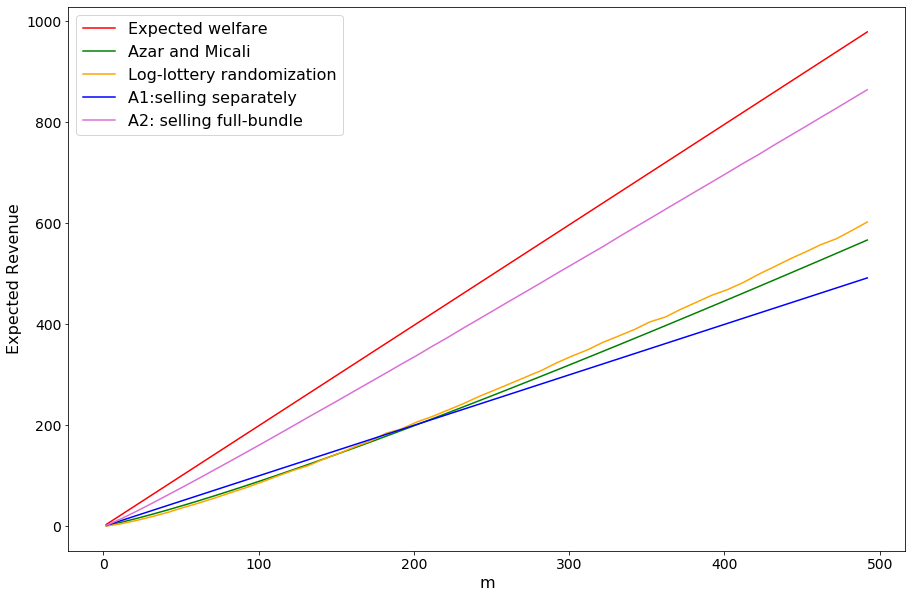 1000
800
600
400
200
0
Expected Revenue
Expected welfare
Azar and Micali
Log-lottery randomization
A1:selling separately
A2: selling full-bundle
0 100 200 300 400 500
m